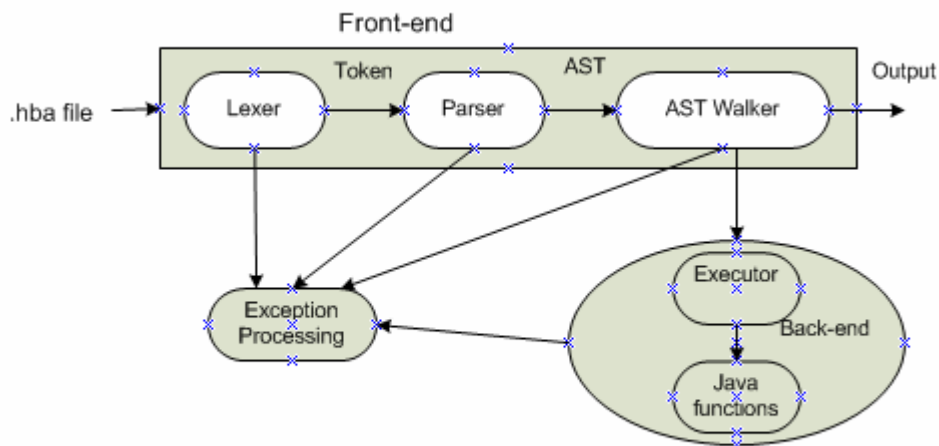 Front-end
Token
AST
Output
.hba file
Lexer
Parser
AST Walker
Executor
Exception
Processing
Back-end
Java
functions